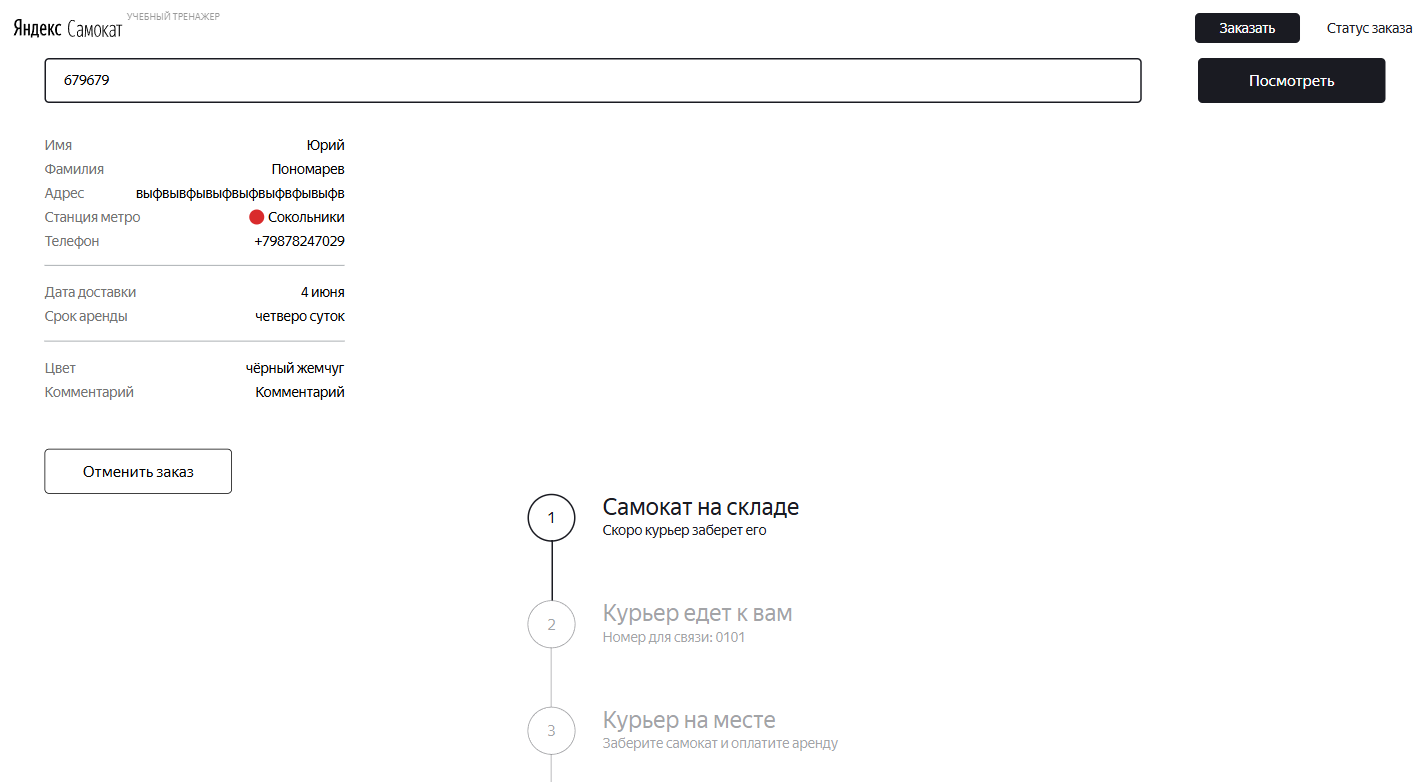 Яндекс Самокат УЧЕБНЫЙ ТРЕНАЖЕР Заказать Статус заказа
679679 Посмотреть
Имя Юрий
Фамилия Пономарев
Адрес выфвывфывыфвыфвыфвфывыфв
Станция метро Сокольники
Телефон +79878247029
Дата доставки 4 июня
Срок аренды четверо суток
Цвет чёрный жемчуг
Комментарий Комментарий
Отменить заказ
1 Самокат на складе
Скоро курьер заберет его
2 Курьер едет к вам
Номер для связи: 0101
3 Курьер на месте
Заберите самокат и оплатите аренду